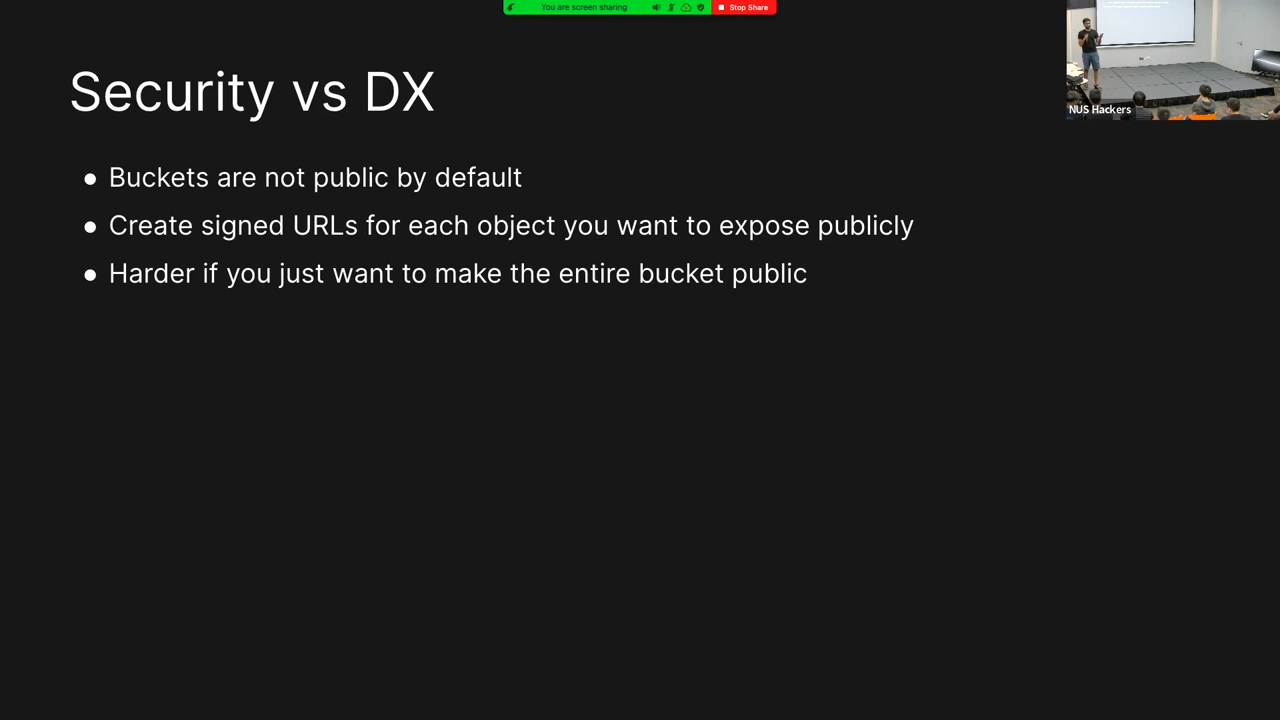 You are screen sharing
Stop Share
Security vs DX
NUS Hackers
● Buckets are not public by default
● Create signed URLs for each object you want to expose publicly
● Harder if you just want to make the entire bucket public